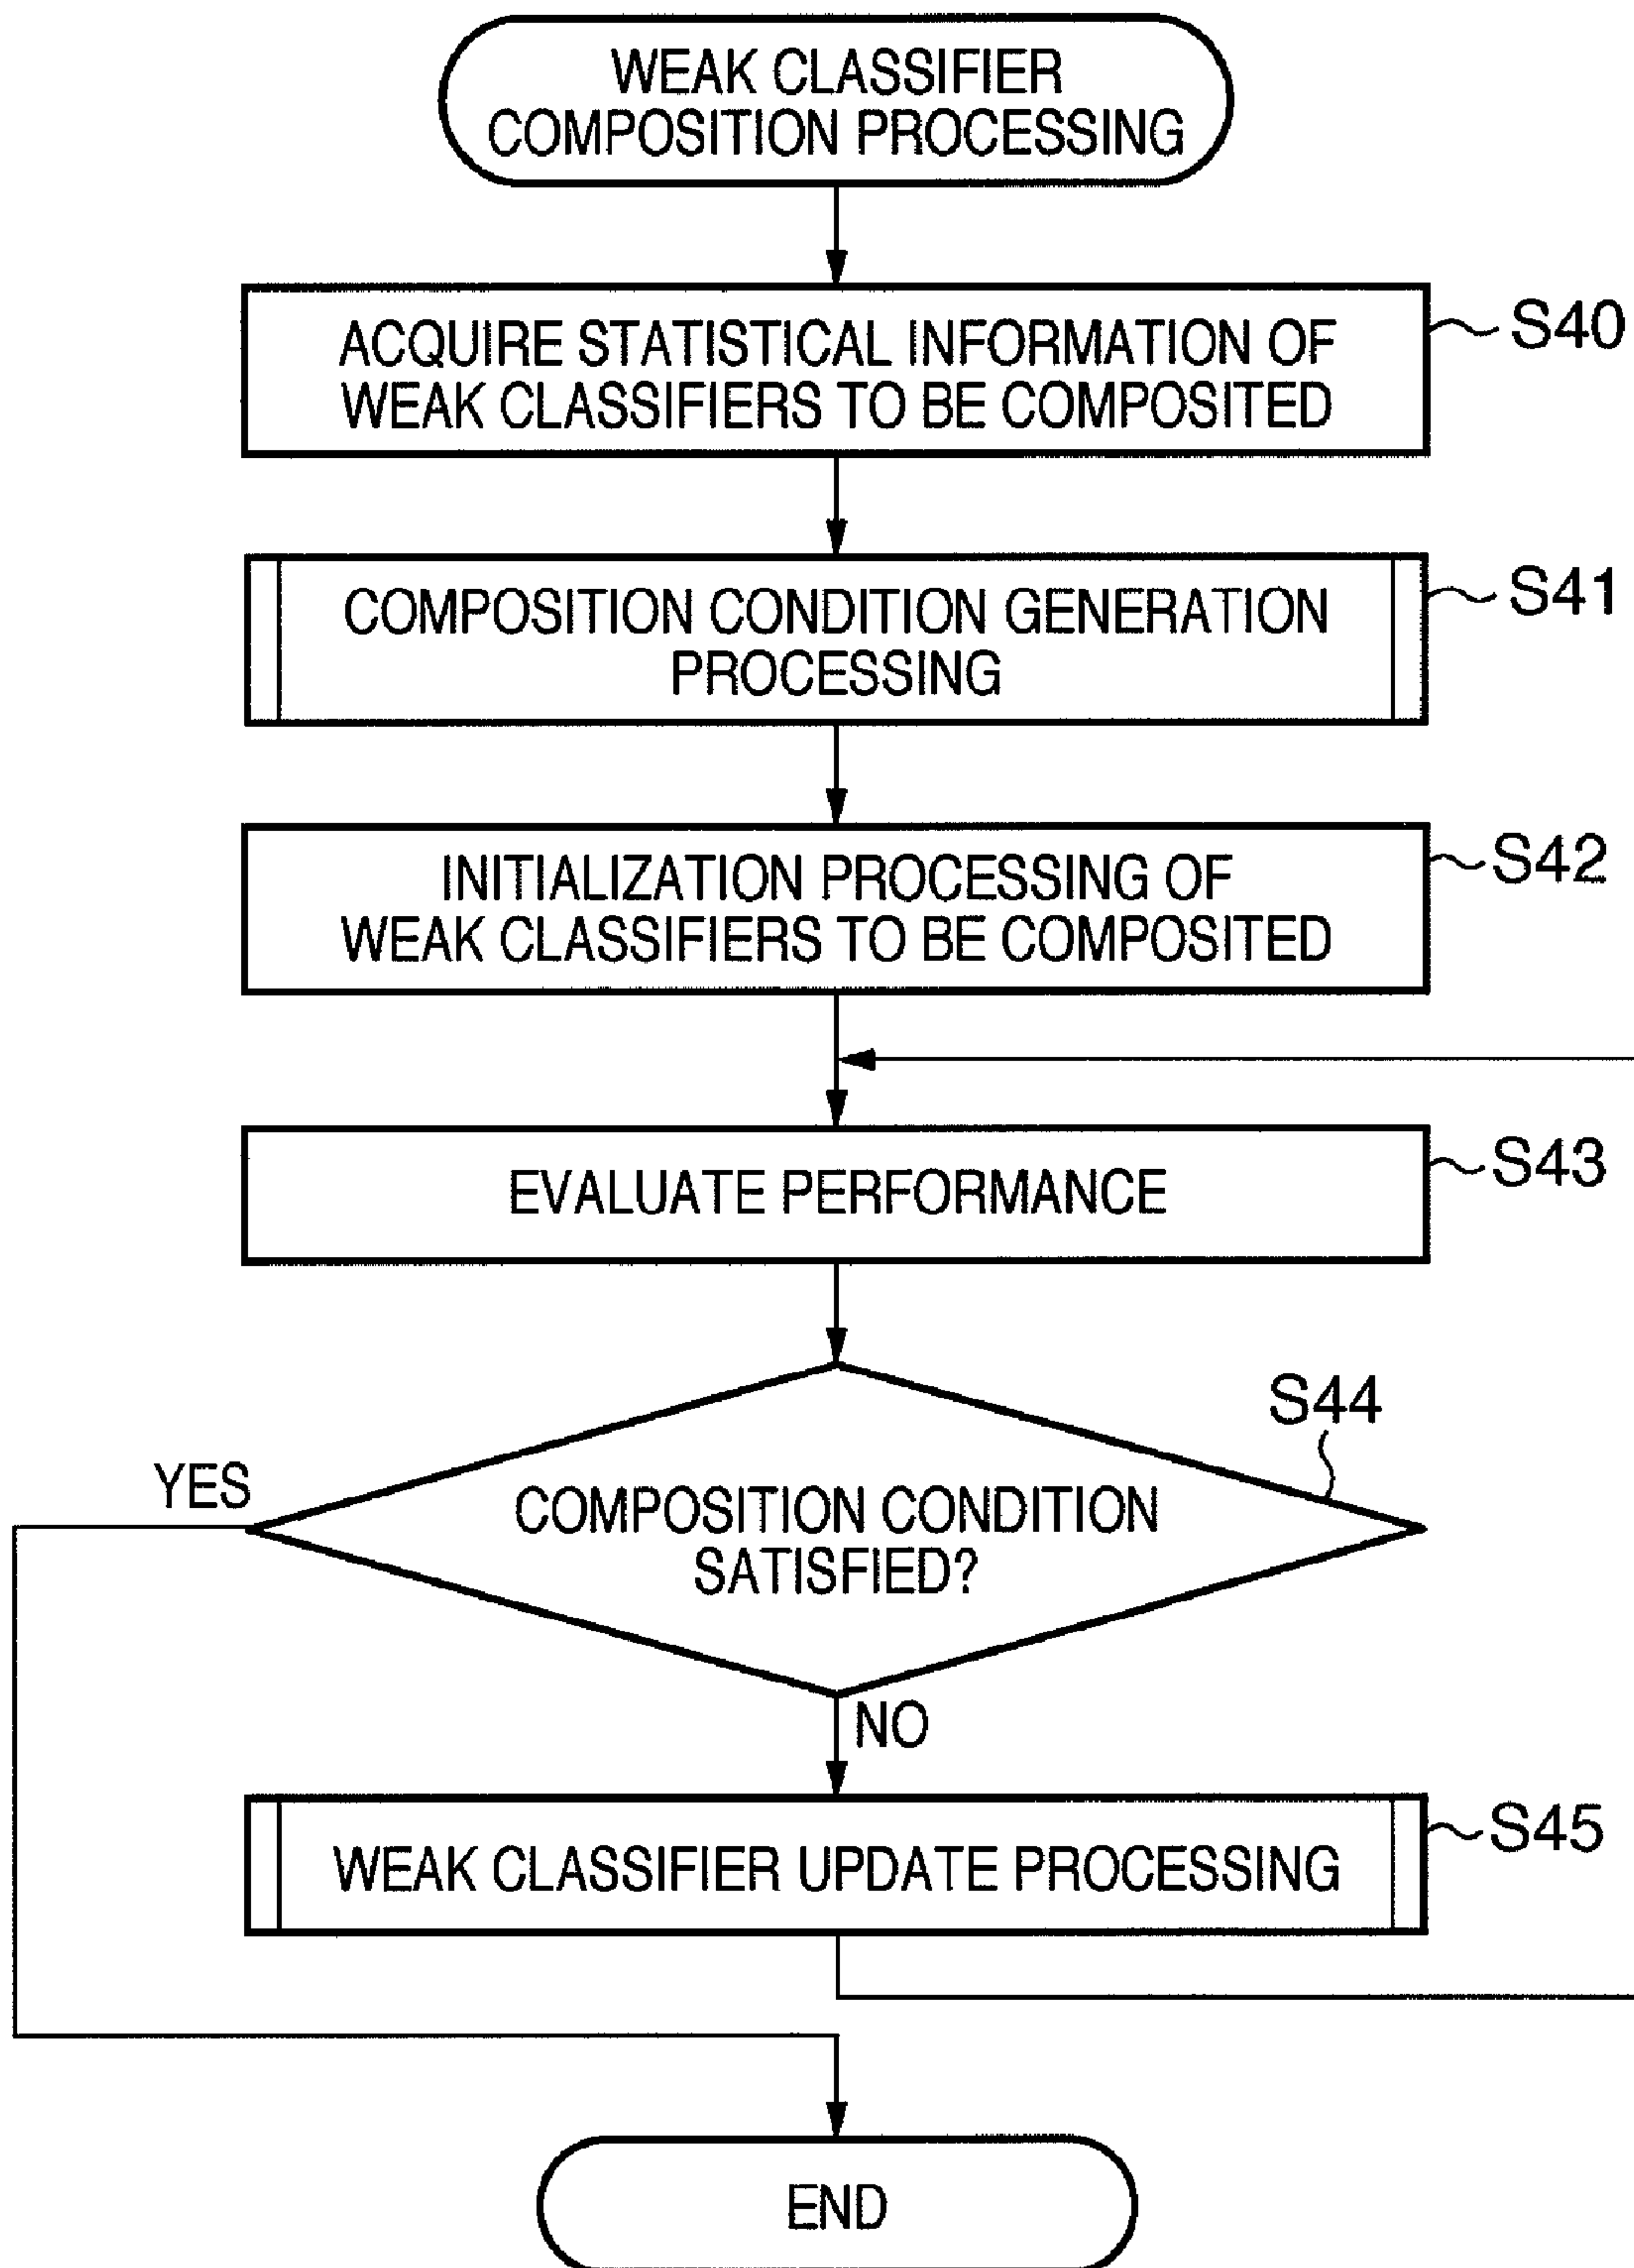 WEAK CLASSIFIER
COMPOSITION PROCESSING
ACQUIRE STATISTICAL INFORMATION OF
WEAK CLASSIFIERS TO BE COMPOSITED
S40
COMPOSITION CONDITION GENERATION
PROCESSING
S41
INITIALIZATION PROCESSING OF
WEAK CLASSIFIERS TO BE COMPOSITED
S42
EVALUATE PERFORMANCE
S43
S44
YES
COMPOSITION CONDITION
SATISFIED?
NO
WEAK CLASSIFIER UPDATE PROCESSING
S45
END